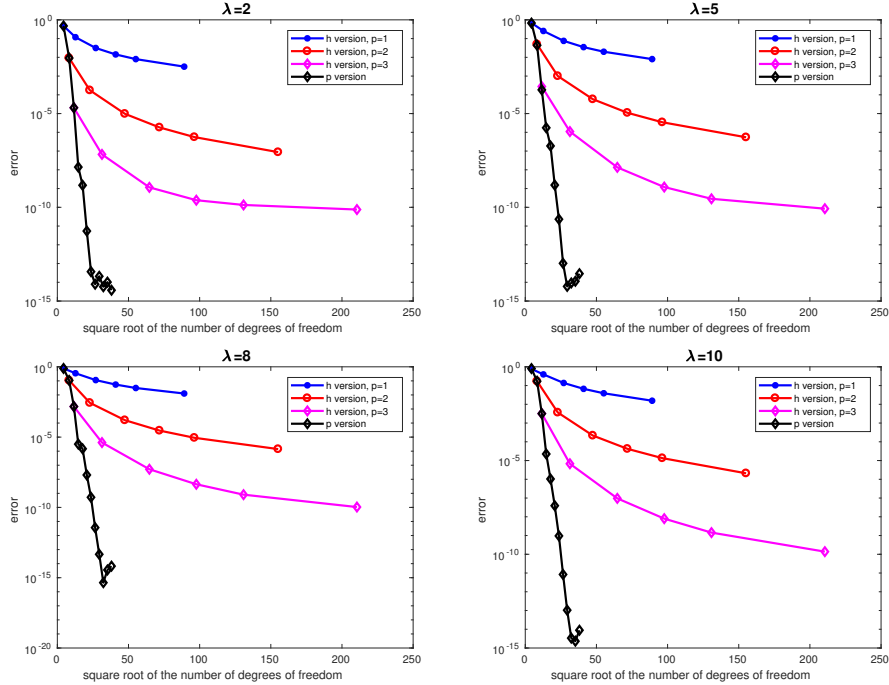 λ=2
10^0
10^-5
10^-10
10^-15
error
0 50 100 150 200 250
square root of the number of degrees of freedom
h version, p=1
h version, p=2
h version, p=3
p version
λ=5
10^0
10^-5
10^-10
10^-15
error
0 50 100 150 200 250
square root of the number of degrees of freedom
h version, p=1
h version, p=2
h version, p=3
p version
λ=8
10^0
10^-5
10^-10
10^-15
10^-20
error
0 50 100 150 200 250
square root of the number of degrees of freedom
h version, p=1
h version, p=2
h version, p=3
p version
λ=10
10^0
10^-5
10^-10
10^-15
error
0 50 100 150 200 250
square root of the number of degrees of freedom
h version, p=1
h version, p=2
h version, p=3
p version